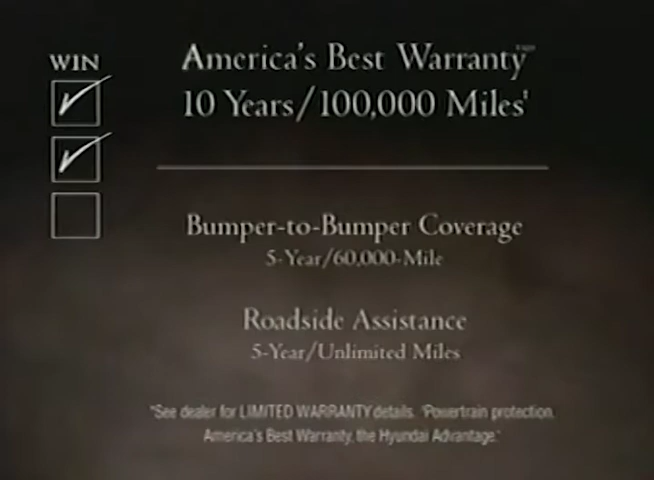 WIN
America's Best Warranty
10 Years/100,000 Miles†
Bumper-to-Bumper Coverage
5-Year/60,000-Mile
Roadside Assistance
5-Year/Unlimited Miles
*See dealer for LIMITED WARRANTY details. †Powertrain protection.
America's Best Warranty, the Hyundai Advantage.